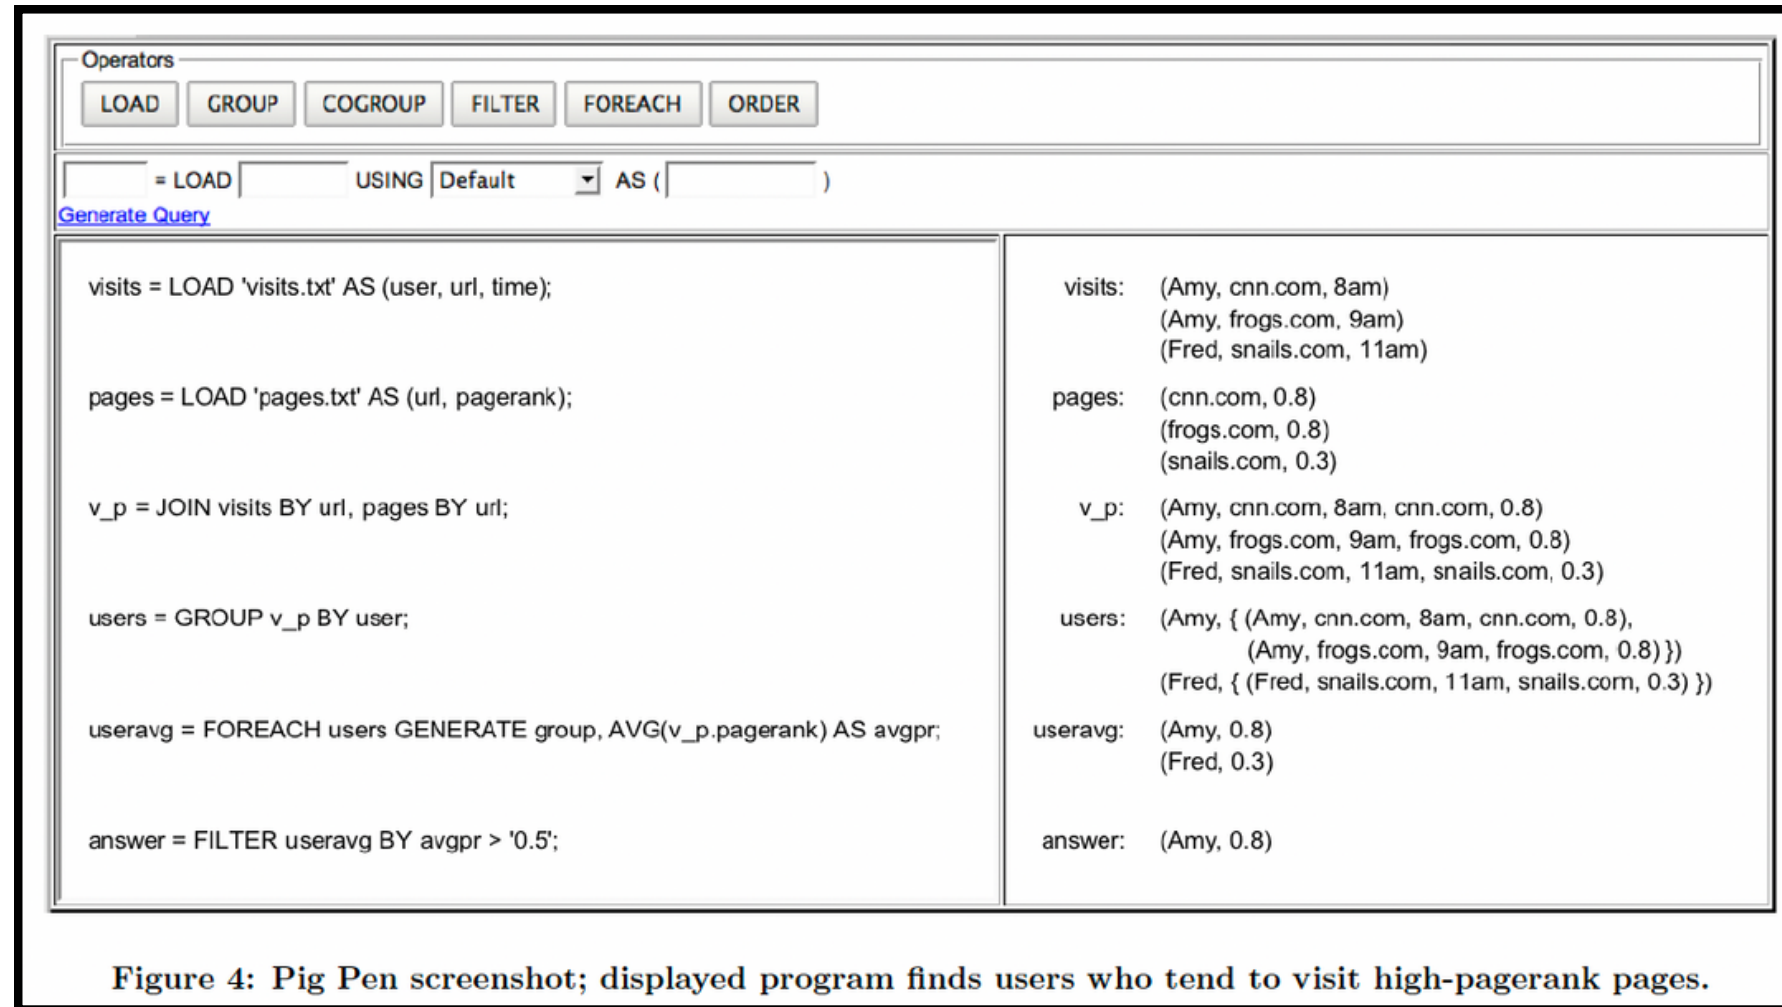 Operators
LOAD GROUP COGROUP FILTER FOREACH ORDER
= LOAD USING Default AS ( )
Generate Query
visits = LOAD 'visits.txt' AS (user, url, time);
visits: (Amy, cnn.com, 8am)
(Amy, frogs.com, 9am)
(Fred, snails.com, 11am)
pages = LOAD 'pages.txt' AS (url, pagerank);
pages: (cnn.com, 0.8)
(frogs.com, 0.8)
(snails.com, 0.3)
v_p = JOIN visits BY url, pages BY url;
v_p: (Amy, cnn.com, 8am, cnn.com, 0.8)
(Amy, frogs.com, 9am, frogs.com, 0.8)
(Fred, snails.com, 11am, snails.com, 0.3)
users = GROUP v_p BY user;
users: (Amy, { (Amy, cnn.com, 8am, cnn.com, 0.8),
(Amy, frogs.com, 9am, frogs.com, 0.8) })
(Fred, { (Fred, snails.com, 11am, snails.com, 0.3) })
useravg = FOREACH users GENERATE group, AVG(v_p.pagerank) AS avgpr;
useravg: (Amy, 0.8)
(Fred, 0.3)
answer = FILTER useravg BY avgpr > '0.5';
answer: (Amy, 0.8)
Figure 4: Pig Pen screenshot; displayed program finds users who tend to visit high-pagerank pages.